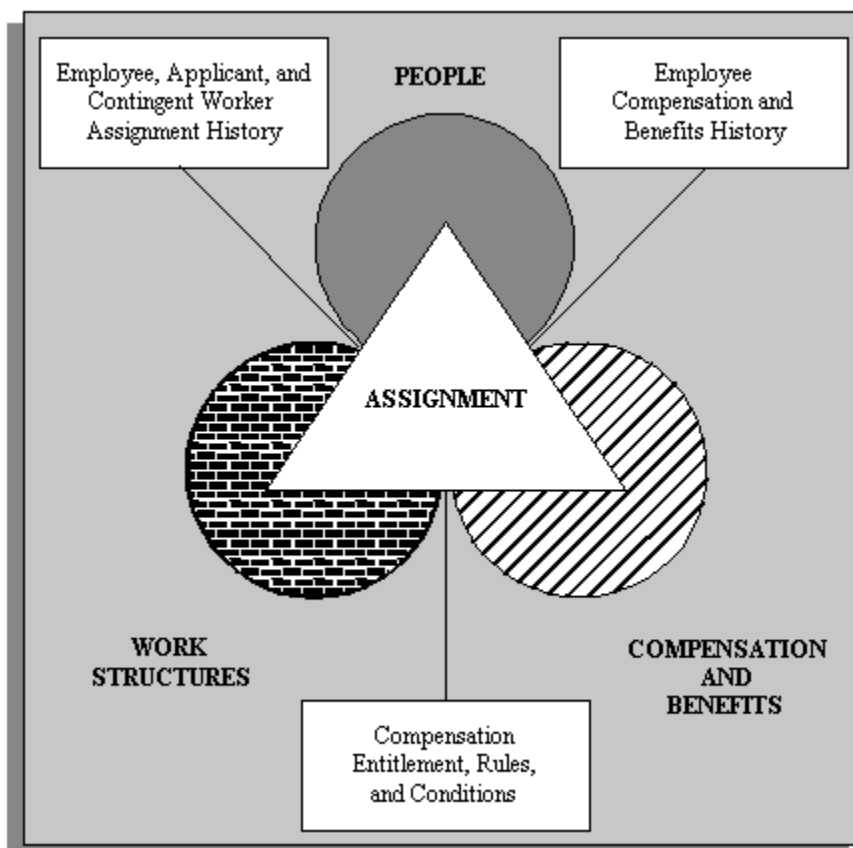 Employee, Applicant, and
Contingent Worker
Assignment History
PEOPLE
Employee
Compensation and
Benefits History
ASSIGNMENT
WORK
STRUCTURES
COMPENSATION
AND
BENEFITS
Compensation
Entitlement, Rules,
and Conditions